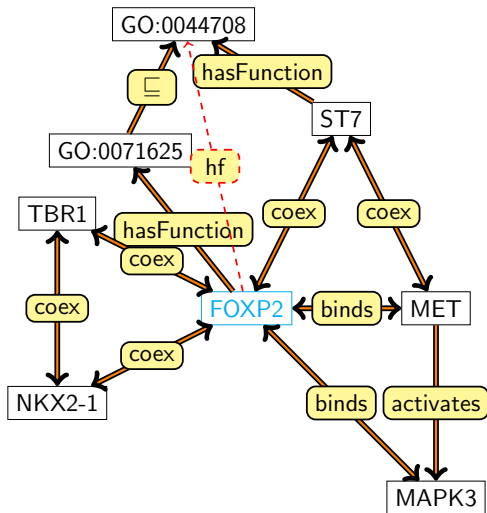 GO:0044708
hasFunction
⊑
ST7
GO:0071625
hf
TBR1
coex
coex
hasFunction
coex
coex
FOXP2
binds
MET
coex
coex
NKX2-1
binds
activates
MAPK3